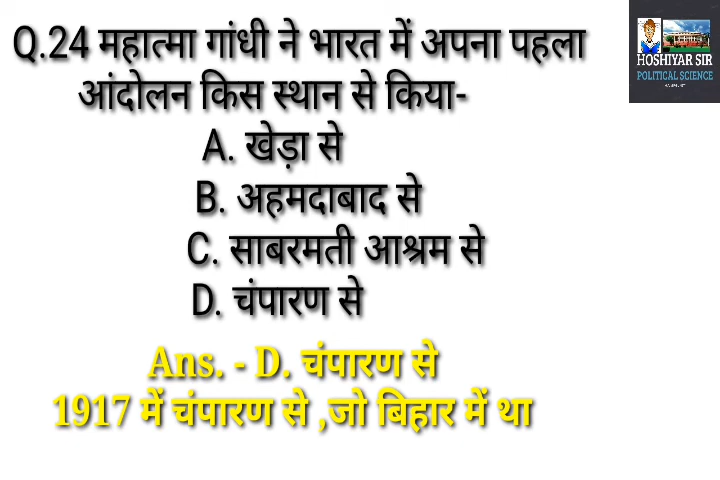 Q.24 महात्मा गांधी ने भारत में अपना पहला
आंदोलन किस स्थान से किया-
A. खेड़ा से
B. अहमदाबाद से
C. साबरमती आश्रम से
D. चंपारण से
Ans. - D. चंपारण से
1917 में चंपारण से ,जो बिहार में था
HOSHIYAR SIR
POLITICAL SCIENCE